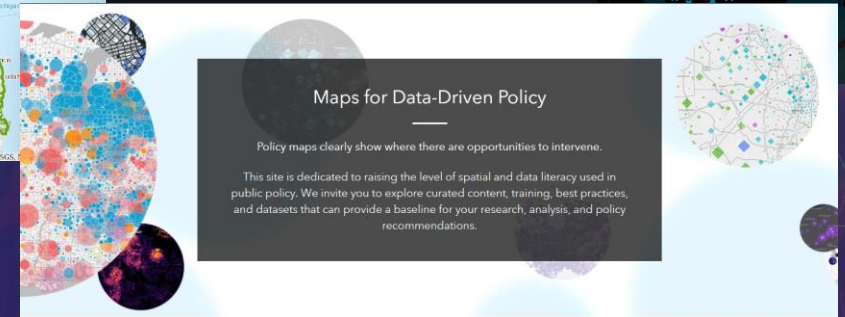 Maps for Data-Driven Policy
Policy maps clearly show where there are opportunities to intervene.
This site is dedicated to raising the level of spatial and data literacy used in
public policy. We invite you to explore curated content, training, best practices,
and datasets that can provide a baseline for your research, analysis, and policy
recommendations.